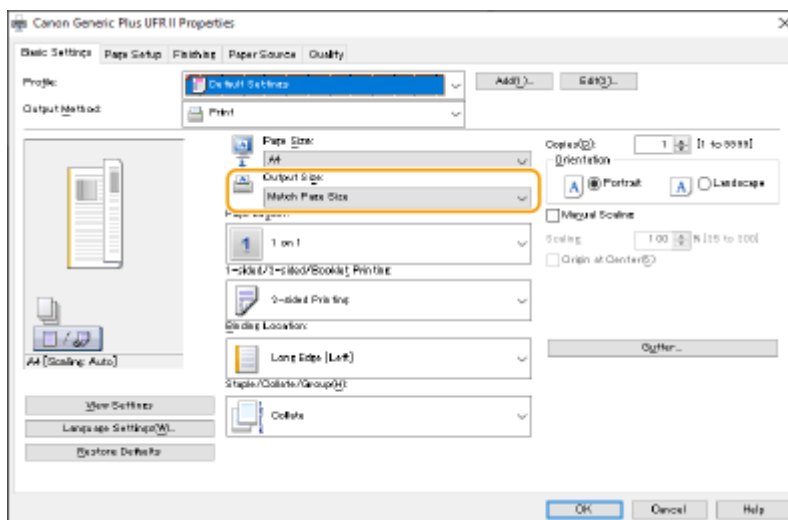 Canon Generic Plus UFR II Properties
Basic Settings Page Setup Finishing Paper Source Quality
Profile: Default Settings Add(1)... Edit(2)...
Output Method: Print
Page Size: Copies(0): 1 [1 to 9999]
A4 Orientation
Output Size: A Portrait A Landscape
Match Page Size
Manual Scaling
Page Layout:
1 1 on 1 Scaling: 100 % [25 to 200]
Origin at Center(5)
1-sided/2-sided/Booklet Printing:
2-sided Printing
Binding Location:
Long Edge [Left] Gutter...
A4 [Scaling: Auto]
Staple/Collate/Group(H):
View Settings Collate
Language Settings(W)...
Restore Defaults
OK Cancel Help